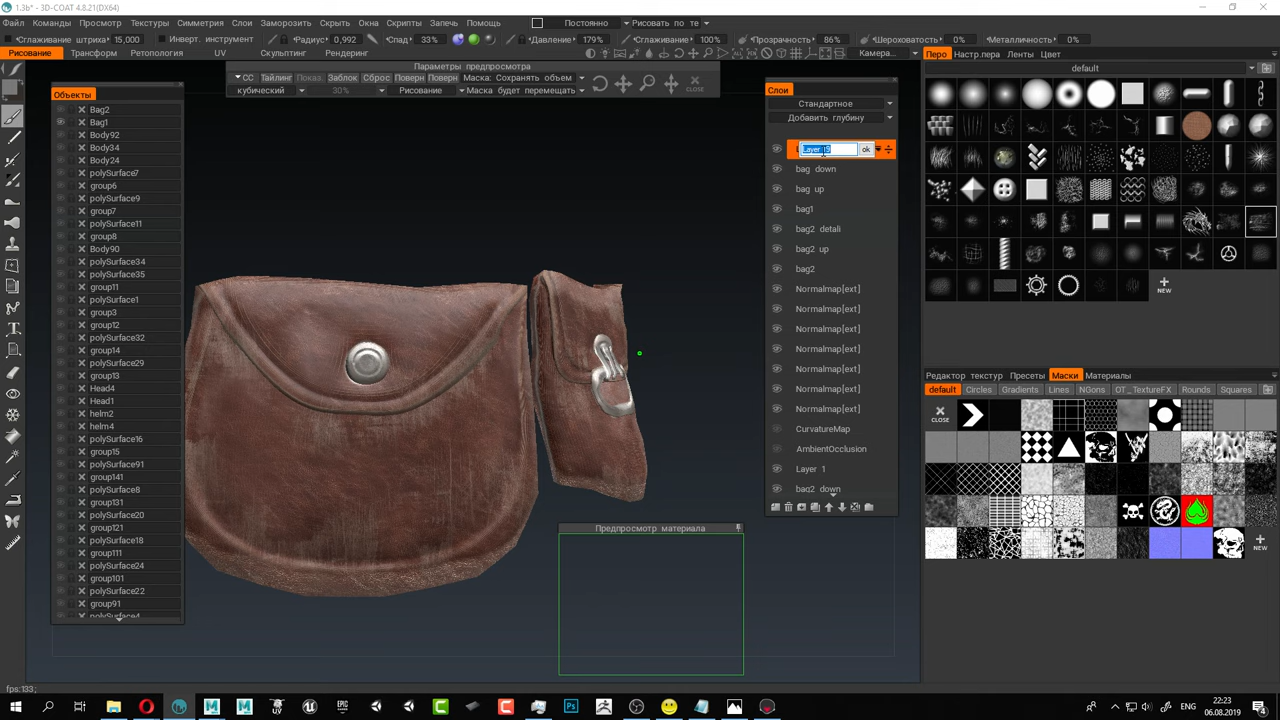 1.3b* - 3D-COAT 4.8.21(DX64)
Файл Команды Просмотр Текстуры Симметрия Слои Заморозить Скрыть Окна Скрипты Запечь Помощь Постоянно Рисовать по те
Сглаживание штриха 15,000 Инверт. инструмент Радиус 0,992 Спад 33% Давление 179% Сглаживание 100% Прозрачность 86% Шероховатость 0% Металличность 0%
Рисование Трансформ Ретопология UV Скульптинг Рендеринг Камера...
Параметры предпросмотра
СС Тайлинг Показ. Заблок Сброс Поверн Поверн Маска: Сохранять объем
кубический 30% Рисование Маска будет перемещать
CLOSE
Объекты
Bag2
Bag1
Body92
Body34
Body24
polySurface7
group6
polySurface9
group7
polySurface11
group8
Body90
polySurface34
polySurface35
group11
polySurface1
group3
group12
polySurface32
group14
polySurface29
group13
Head4
Head1
helm2
helm4
polySurface16
group15
polySurface91
group141
polySurface8
group131
polySurface20
group121
polySurface18
group111
polySurface24
group101
polySurface22
group91
polySurface4
Слои
Стандартное
Добавить глубину
ok
bag down
bag up
bag1
bag2 detali
bag2 up
bag2
Normalmap[ext]
Normalmap[ext]
Normalmap[ext]
Normalmap[ext]
Normalmap[ext]
Normalmap[ext]
Normalmap[ext]
CurvatureMap
AmbientOcclusion
Layer 1
bag2 down
Предпросмотр материала
Перо Настр.пера Ленты Цвет
default
NEW
Редактор текстур Пресеты Маски Материалы
default Circles Gradients Lines NGons OT_TextureFX Rounds Squares
CLOSE
NEW
fps:133;
UV
EPIC
Ps
22:23
06.08.2019